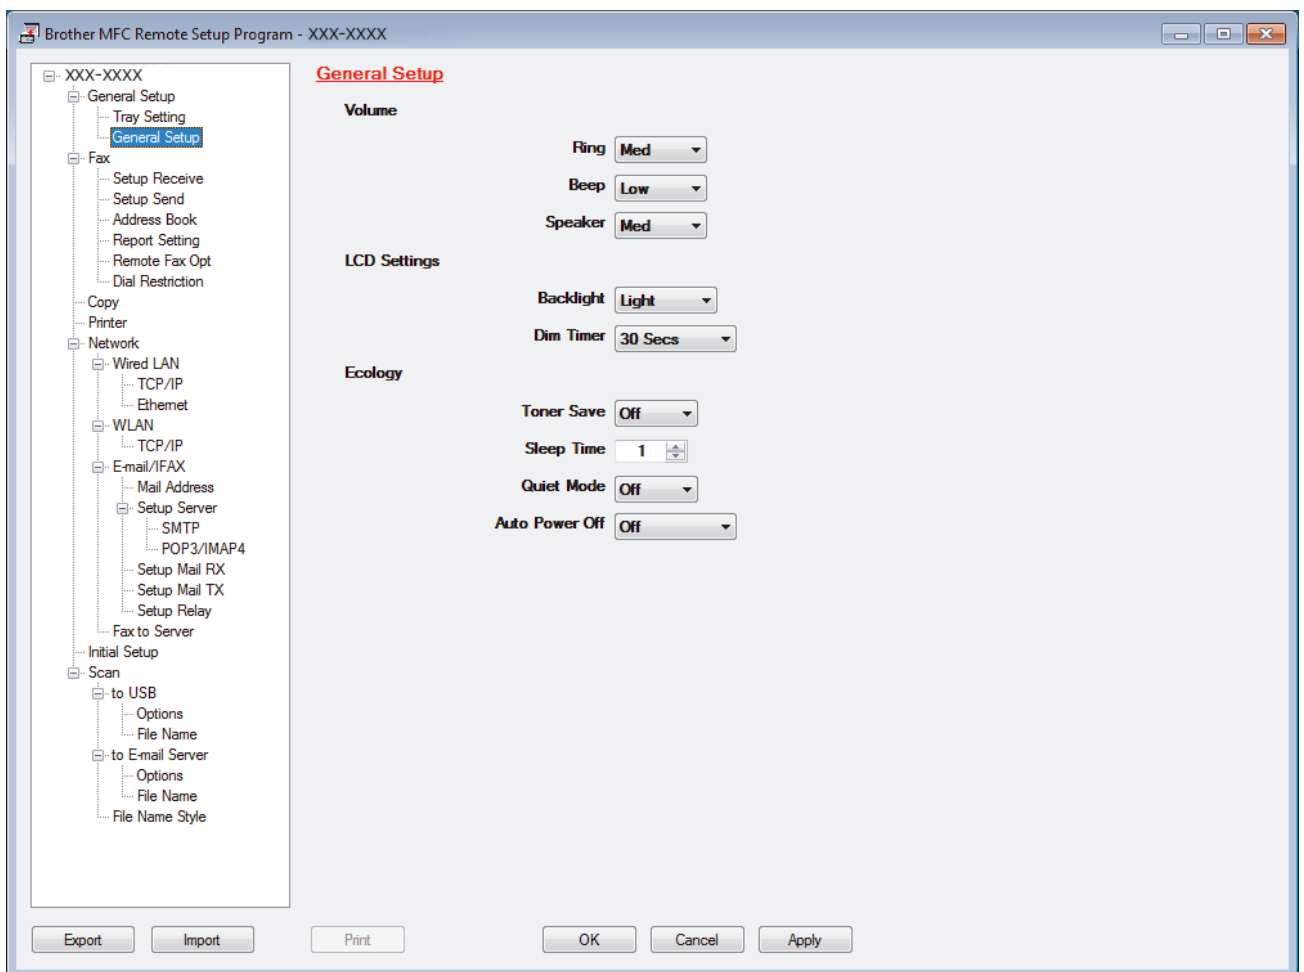 Brother MFC Remote Setup Program - XXX-XXXX
XXX-XXXX
General Setup
Tray Setting
General Setup
Fax
Setup Receive
Setup Send
Address Book
Report Setting
Remote Fax Opt
Dial Restriction
Copy
Printer
Network
Wired LAN
TCP/IP
Ethernet
WLAN
TCP/IP
E-mail/IFAX
Mail Address
Setup Server
SMTP
POP3/IMAP4
Setup Mail RX
Setup Mail TX
Setup Relay
Fax to Server
Initial Setup
Scan
to USB
Options
File Name
to E-mail Server
Options
File Name
File Name Style
General Setup
Volume
Ring Med
Beep Low
Speaker Med
LCD Settings
Backlight Light
Dim Timer 30 Secs
Ecology
Toner Save Off
Sleep Time 1
Quiet Mode Off
Auto Power Off Off
Export Import Print OK Cancel Apply